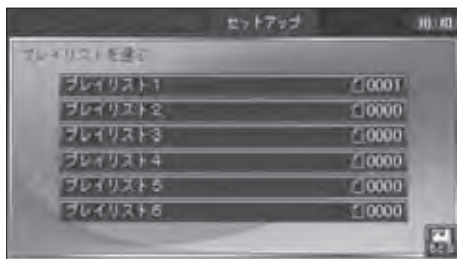 セットアップ 10:10
プレイリストを選ぶ
プレイリスト1 0001
プレイリスト2 0000
プレイリスト3 0000
プレイリスト4 0000
プレイリスト5 0000
プレイリスト6 0000
もどる